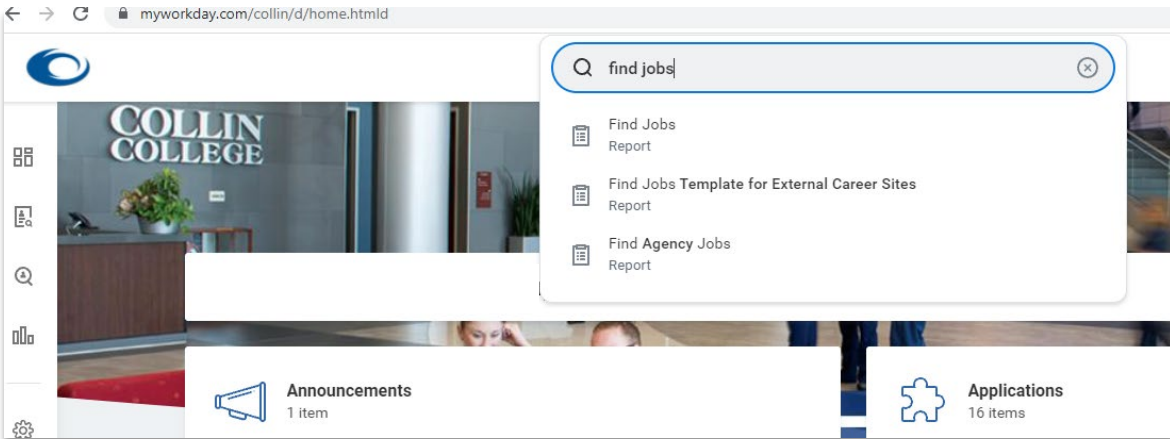 myworkday.com/collin/d/home.htmld
find jobs
Find Jobs
Report
Find Jobs Template for External Career Sites
Report
Find Agency Jobs
Report
COLLIN
COLLEGE
Announcements
1 item
Applications
16 items